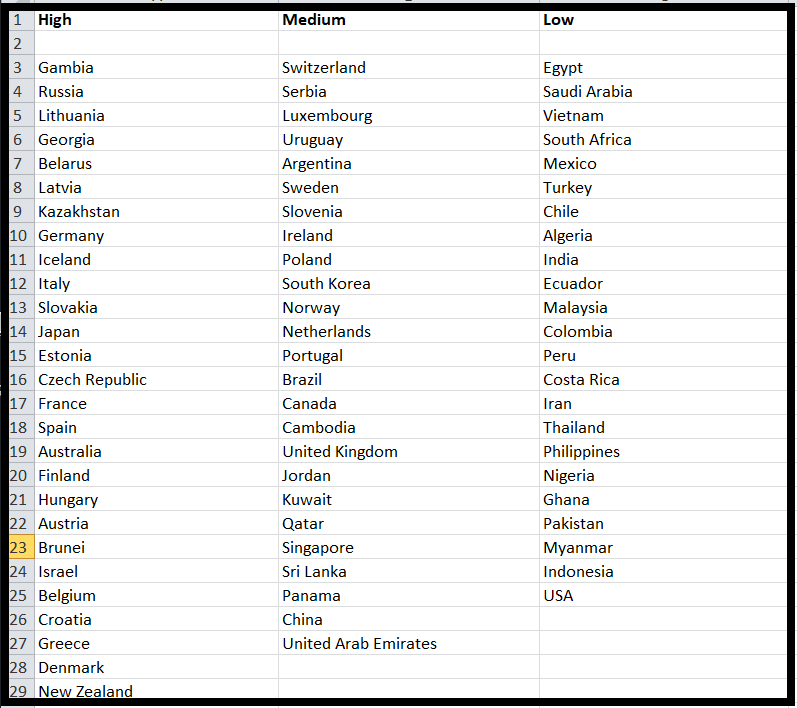 1 High Medium Low
2
3 Gambia Switzerland Egypt
4 Russia Serbia Saudi Arabia
5 Lithuania Luxembourg Vietnam
6 Georgia Uruguay South Africa
7 Belarus Argentina Mexico
8 Latvia Sweden Turkey
9 Kazakhstan Slovenia Chile
10 Germany Ireland Algeria
11 Iceland Poland India
12 Italy South Korea Ecuador
13 Slovakia Norway Malaysia
14 Japan Netherlands Colombia
15 Estonia Portugal Peru
16 Czech Republic Brazil Costa Rica
17 France Canada Iran
18 Spain Cambodia Thailand
19 Australia United Kingdom Philippines
20 Finland Jordan Nigeria
21 Hungary Kuwait Ghana
22 Austria Qatar Pakistan
23 Brunei Singapore Myanmar
24 Israel Sri Lanka Indonesia
25 Belgium Panama USA
26 Croatia China
27 Greece United Arab Emirates
28 Denmark
29 New Zealand